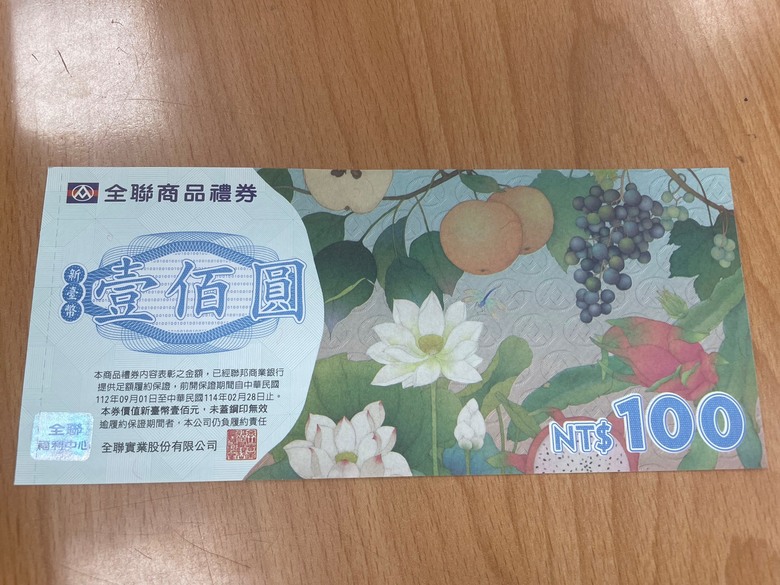 全聯商品禮券
新臺幣
壹佰圓
本商品禮券内容表彰之金額，已經聯邦商業銀行
提供足額履約保證，前開保證期間自中華民國
112年09月01日至中華民國114年02月28日止。
本券價值新臺幣壹佰元，未蓋鋼印無效
逾履約保證期間者，本公司仍負履約責任
全聯實業股份有限公司
全聯
福利中心
NT$100